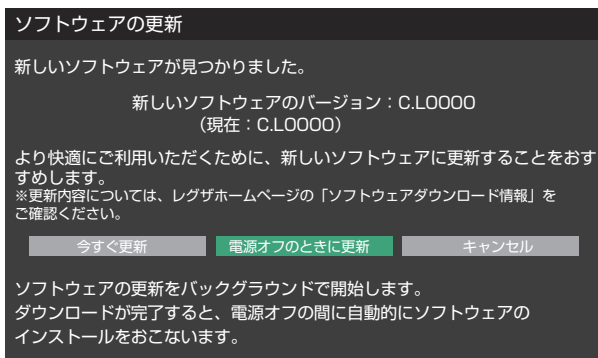 ソフトウェアの更新
新しいソフトウェアが見つかりました。
新しいソフトウェアのバージョン：C.L0000
（現在：C.L0000）
より快適にご利用いただくために、新しいソフトウェアに更新することをおす
すめします。
※更新内容については、レグザホームページの「ソフトウェアダウンロード情報」を
ご確認ください。
今すぐ更新 電源オフのときに更新 キャンセル
ソフトウェアの更新をバックグラウンドで開始します。
ダウンロードが完了すると、電源オフの間に自動的にソフトウェアの
インストールをおこないます。